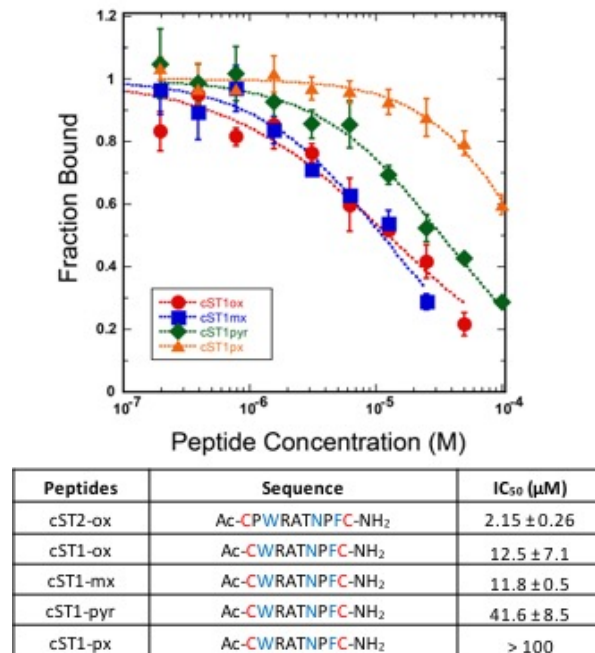 1.2
1
0.8
0.6
0.4
0.2
0
Fraction Bound
cST1ox
cST1mx
cST1pyr
cST1px
10-7
10-6
10-5
10-4
Peptide Concentration (M)
Peptides Sequence IC50 (μM)
cST2-ox Ac-CPWRATNPFC-NH2 2.15 ± 0.26
cST1-ox Ac-CWRATNPFC-NH2 12.5 ± 7.1
cST1-mx Ac-CWRATNPFC-NH2 11.8 ± 0.5
cST1-pyr Ac-CWRATNPFC-NH2 41.6 ± 8.5
cST1-px Ac-CWRATNPFC-NH2 > 100